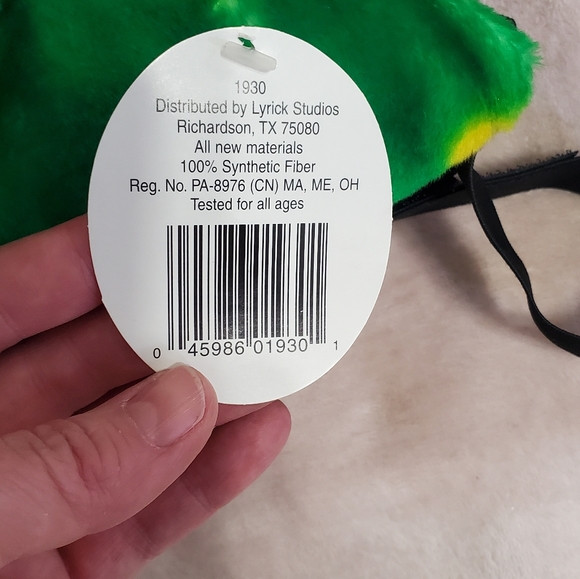 1930
Distributed by Lyrick Studios
Richardson, TX 75080
All new materials
100% Synthetic Fiber
Reg. No. PA-8976 (CN) MA, ME, OH
Tested for all ages
0 45986 01930 1